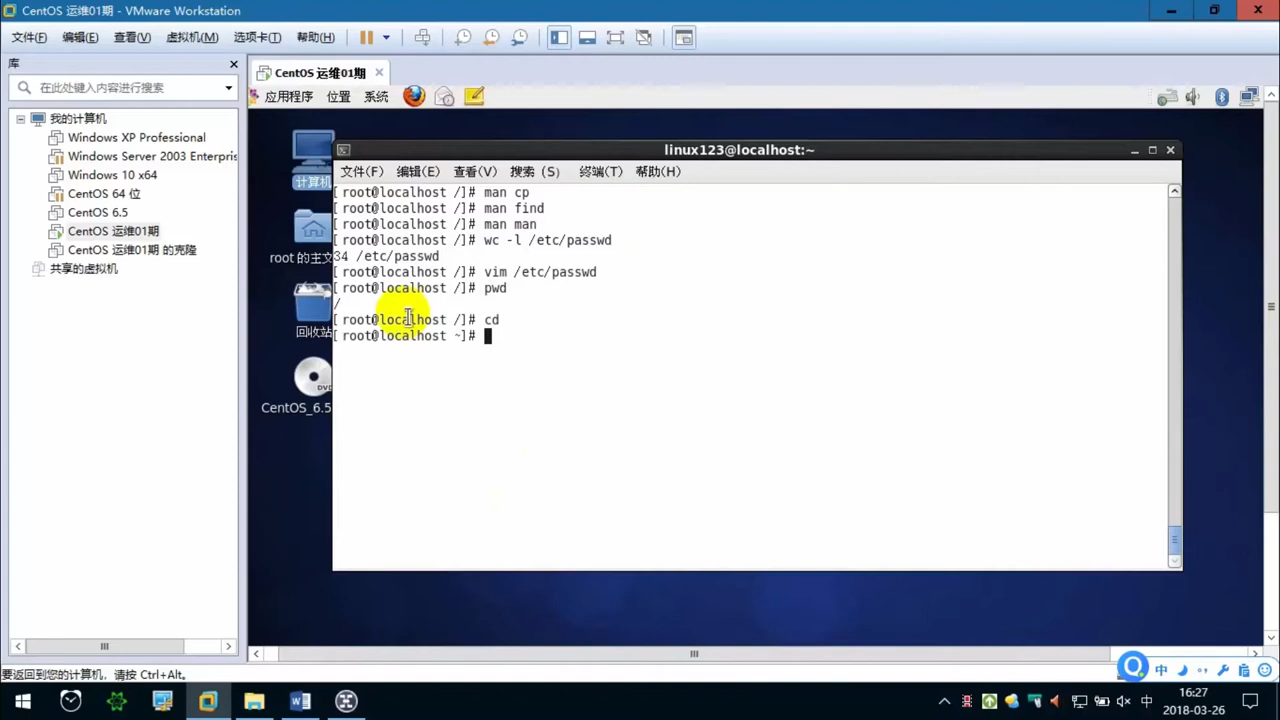 CentOS 运维01期 - VMware Workstation
文件(F) 编辑(E) 查看(V) 虚拟机(M) 选项卡(T) 帮助(H)
库
在此处键入内容进行搜索
我的计算机
Windows XP Professional
Windows Server 2003 Enterpris
Windows 10 x64
CentOS 64 位
CentOS 6.5
CentOS 运维01期
CentOS 运维01期 的克隆
共享的虚拟机
CentOS 运维01期
应用程序 位置 系统
计算机
root 的主文
回收站
DVD
CentOS_6.5
linux123@localhost:~
文件(F) 编辑(E) 查看(V) 搜索 (S) 终端(T) 帮助(H)
[root@localhost /]# man cp
[root@localhost /]# man find
[root@localhost /]# man man
[root@localhost /]# wc -l /etc/passwd
34 /etc/passwd
[root@localhost /]# vim /etc/passwd
[root@localhost /]# pwd
/
[root@localhost /]# cd
[root@localhost ~]#
要返回到您的计算机，请按 Ctrl+Alt。
中
中
16:27
2018-03-26